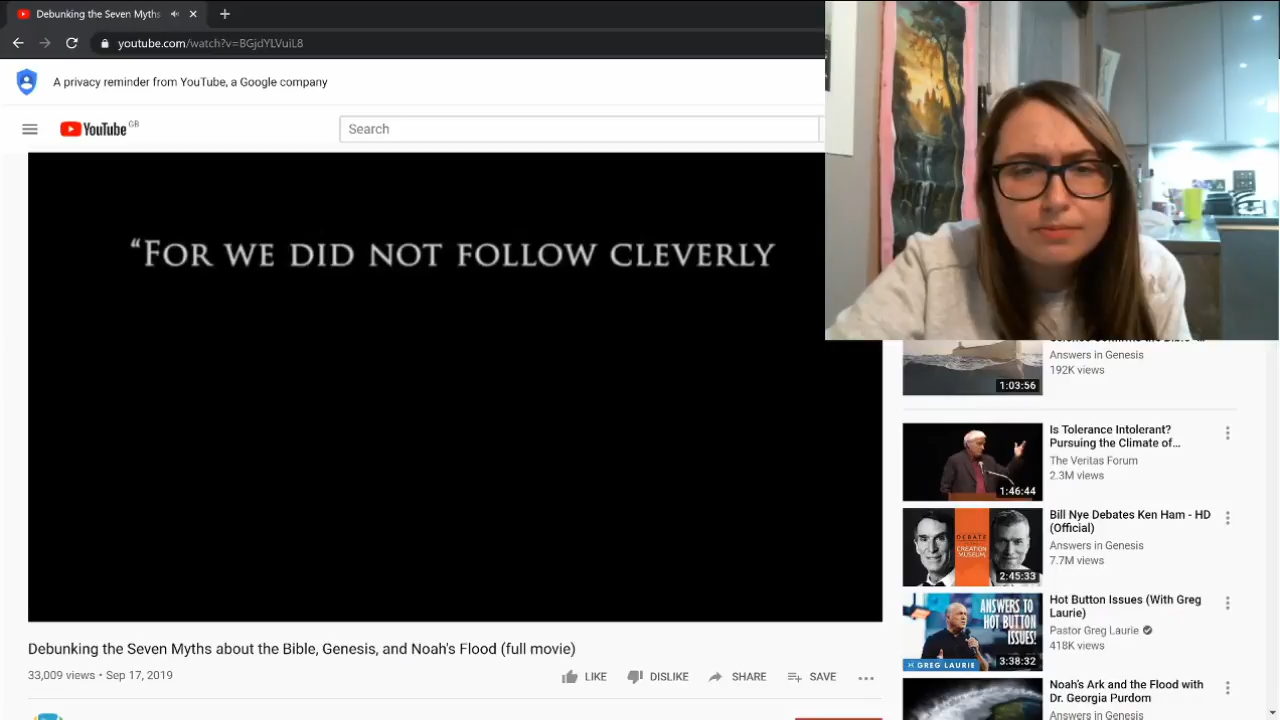 Debunking the Seven Myths
youtube.com/watch?v=BGjdYLVuiL8
A privacy reminder from YouTube, a Google company
YouTube GB
Search
“FOR WE DID NOT FOLLOW CLEVERLY
Debunking the Seven Myths about the Bible, Genesis, and Noah's Flood (full movie)
33,009 views • Sep 17, 2019
LIKE
DISLIKE
SHARE
SAVE
Answers in Genesis
192K views
1:03:56
Is Tolerance Intolerant?
Pursuing the Climate of...
The Veritas Forum
2.3M views
1:46:44
Bill Nye Debates Ken Ham - HD
(Official)
Answers in Genesis
7.7M views
DEBATE
CREATION
MUSEUM
2:45:33
Hot Button Issues (With Greg
Laurie)
Pastor Greg Laurie
418K views
ANSWERS TO
HOT BUTTON
ISSUES!
GREG LAURIE
3:38:32
Noah's Ark and the Flood with
Dr. Georgia Purdom
Answers in Genesis